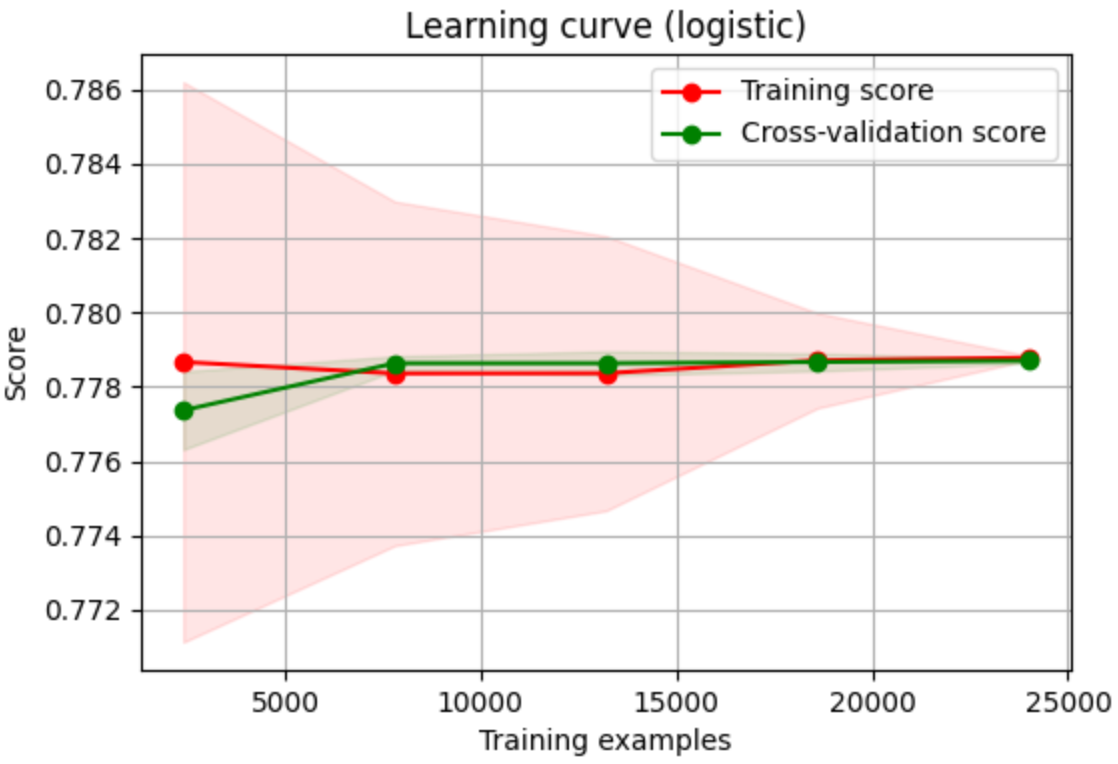 Learning curve (logistic)
Training score
Cross-validation score
0.786
0.784
0.782
0.780
0.778
0.776
0.774
0.772
Score
5000 10000 15000 20000 25000
Training examples